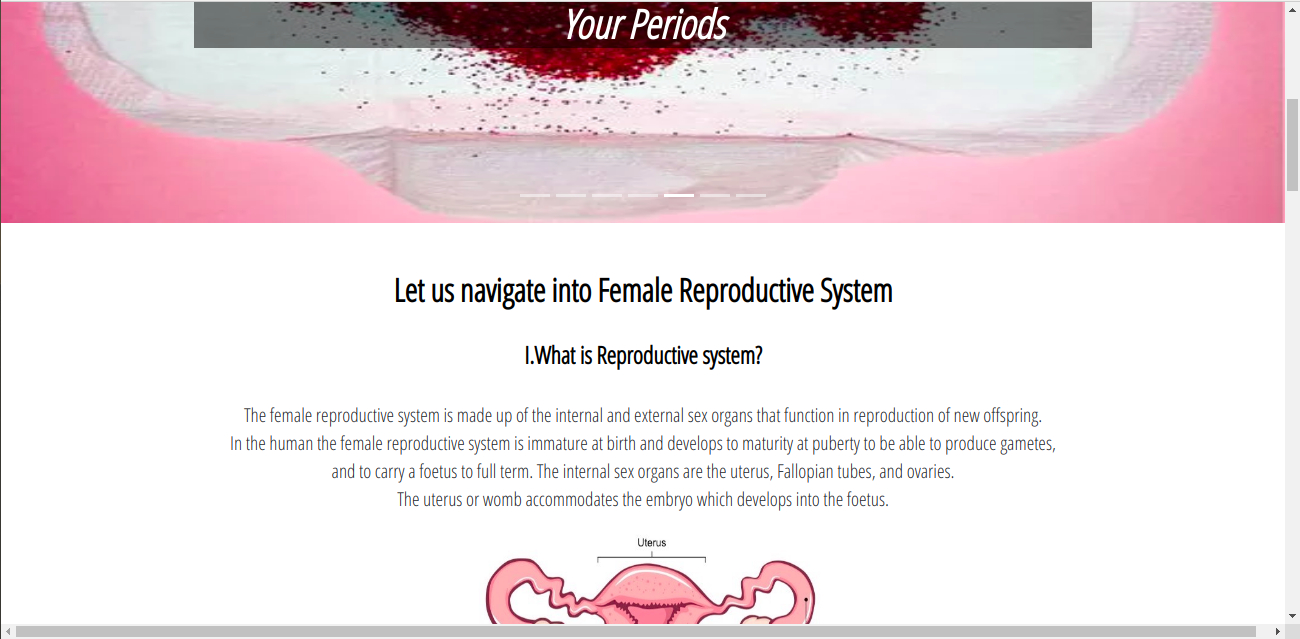 Your Periods
Let us navigate into Female Reproductive System
I.What is Reproductive system?
The female reproductive system is made up of the internal and external sex organs that function in reproduction of new offspring.
In the human the female reproductive system is immature at birth and develops to maturity at puberty to be able to produce gametes,
and to carry a foetus to full term. The internal sex organs are the uterus, Fallopian tubes, and ovaries.
The uterus or womb accommodates the embryo which develops into the foetus.
Uterus